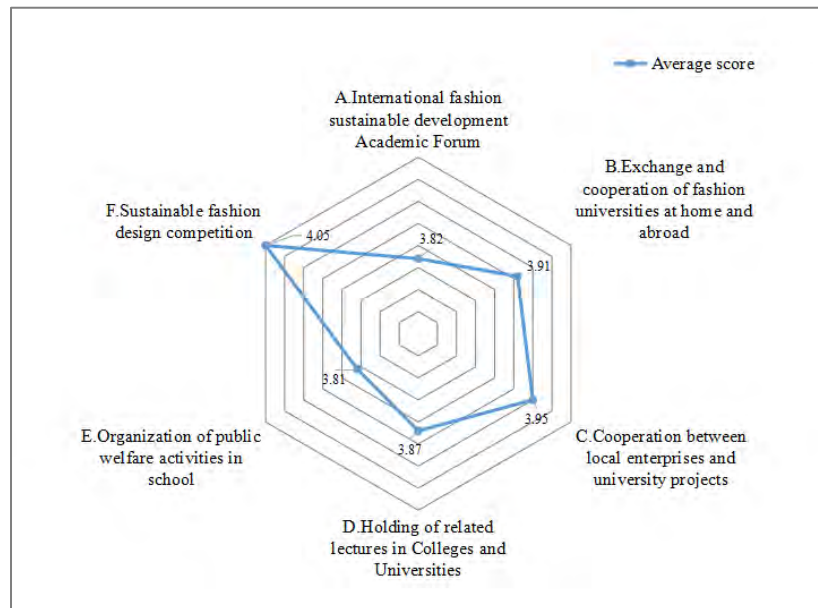 Average score
A.International fashion
sustainable development
Academic Forum
B.Exchange and
cooperation of fashion
universities at home and
abroad
F.Sustainable fashion
design competition
4.05
3.82
3.91
3.81
3.95
3.87
E.Organization of public
welfare activities in
school
C.Cooperation between
local enterprises and
university projects
D.Holding of related
lectures in Colleges and
Universities